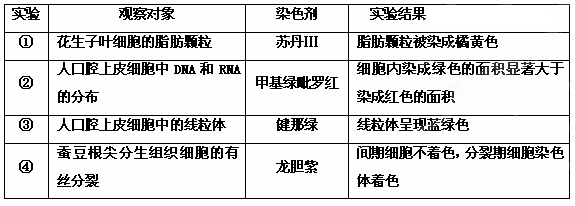 实验 观察对象 染色剂 实验结果
① 花生子叶细胞的脂肪颗粒 苏丹III 脂肪颗粒被染成橘黄色
② 人口腔上皮细胞中 DNA 和 RNA 的分布 甲基绿吡罗红 细胞内染成绿色的面积显著大于染成红色的面积
③ 人口腔上皮细胞中的线粒体 健那绿 线粒体呈现蓝绿色
④ 蚕豆根尖分生组织细胞的有丝分裂 龙胆紫 间期细胞不着色，分裂期细胞染色体着色